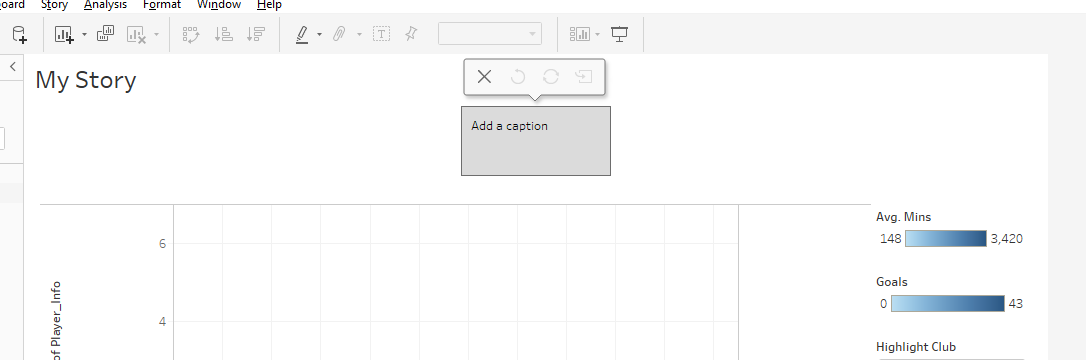 oard Story Analysis Format Window Help
My Story
Add a caption
Avg. Mins
148 3,420
6
Goals
0 43
of Player_Info
4
Highlight Club